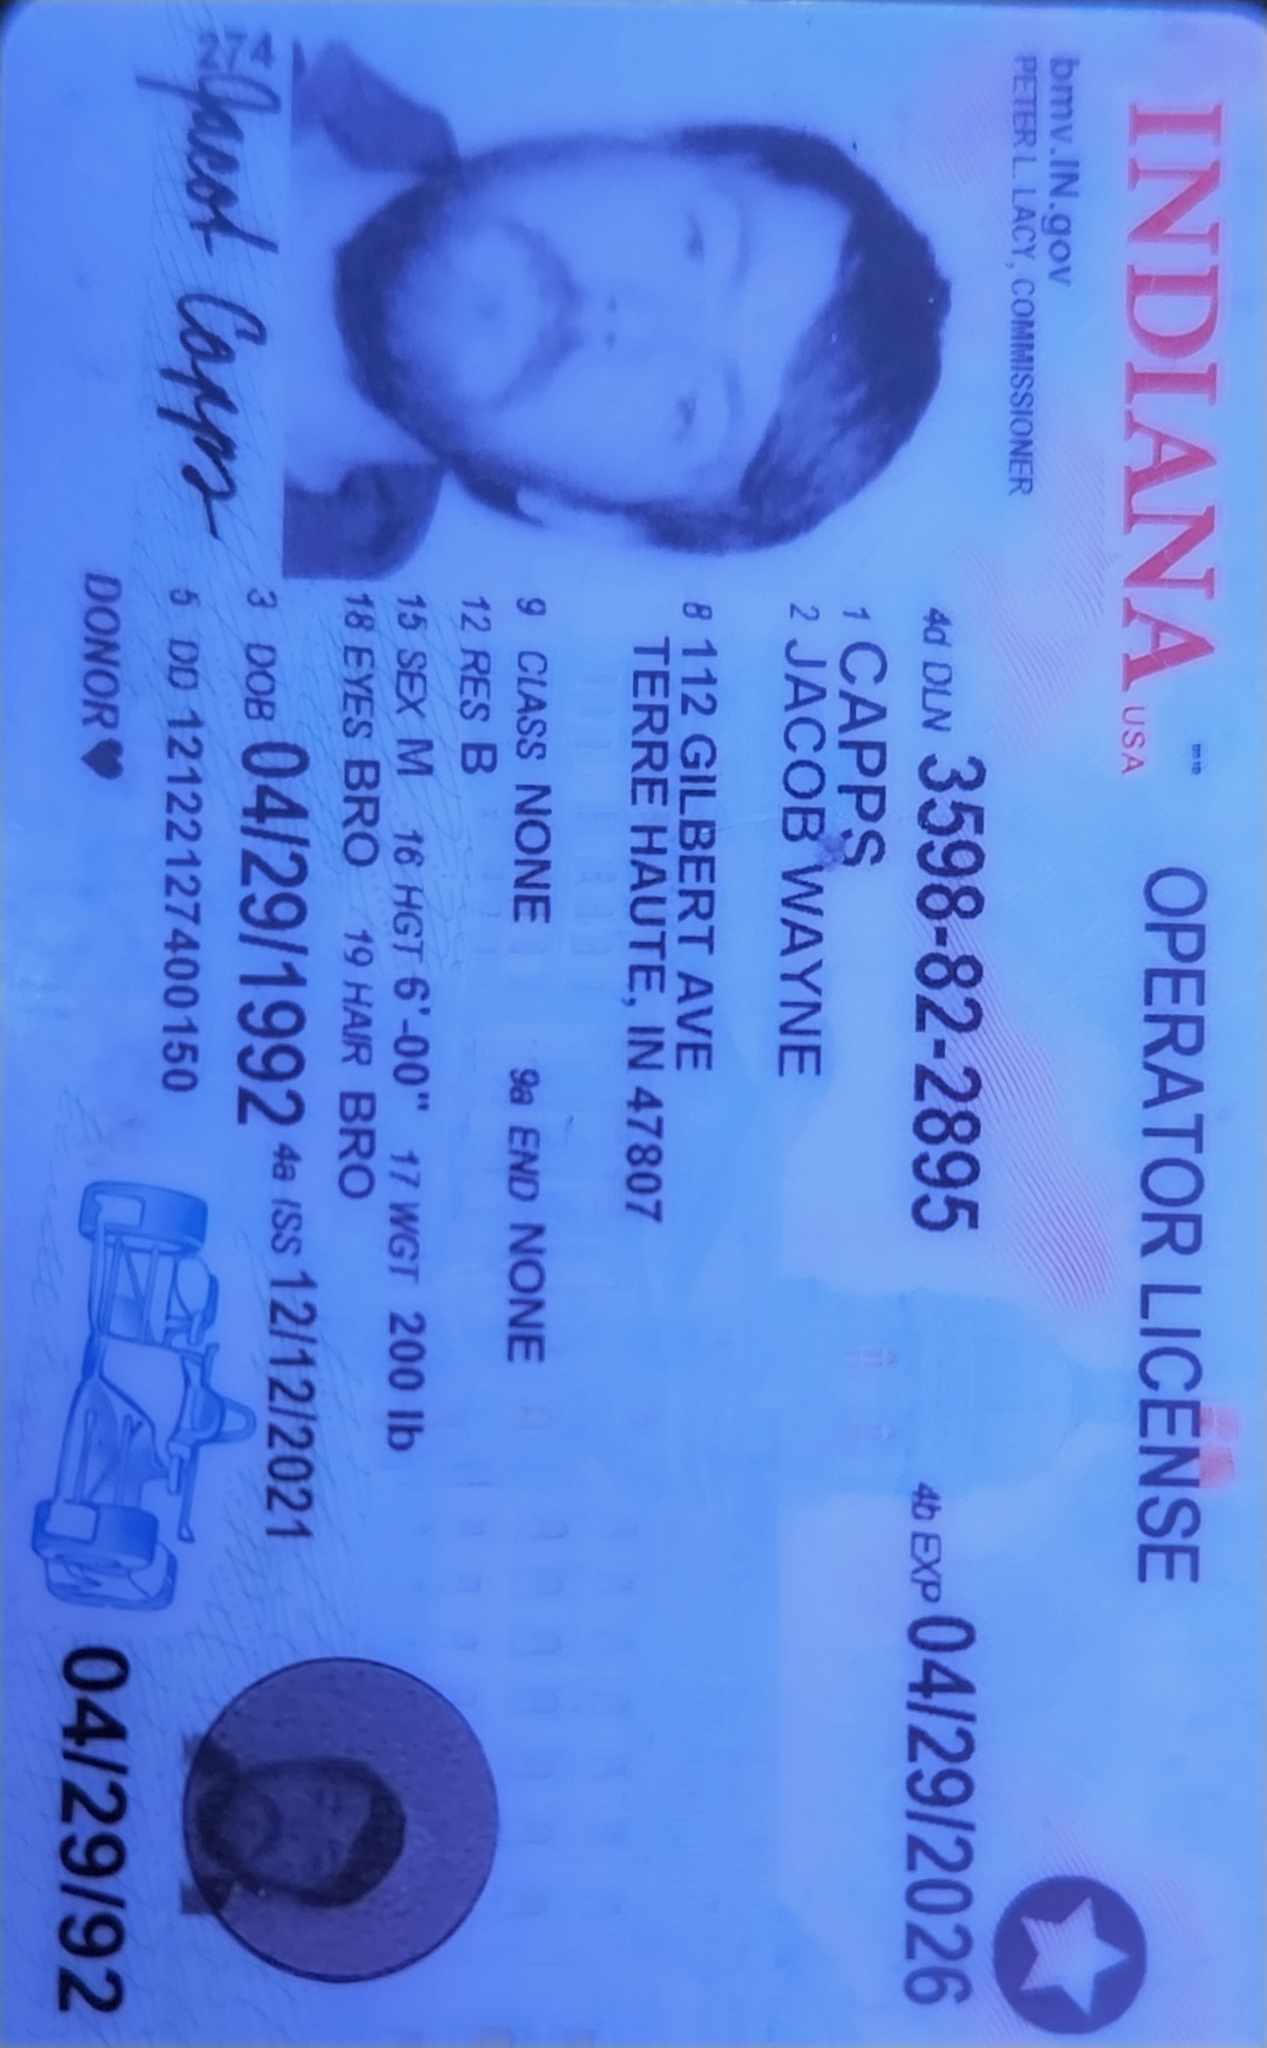 INDIANA USA OPERATOR LICENSE
bmv.IN.gov
PETER L. LACY, COMMISSIONER
4d DLN 3598-82-2895 4b EXP 04/29/2026
1 CAPPS
2 JACOB WAYNE
8 112 GILBERT AVE
TERRE HAUTE, IN 47807
9 CLASS NONE 9a END NONE
12 RES B
15 SEX M 16 HGT 6'-00" 17 WGT 200 lb
18 EYES BRO 19 HAIR BRO
3 DOB 04/29/1992 4a ISS 12/12/2021
5 DD 12122127400150
DONOR
274
Jacob Capps
04/29/92